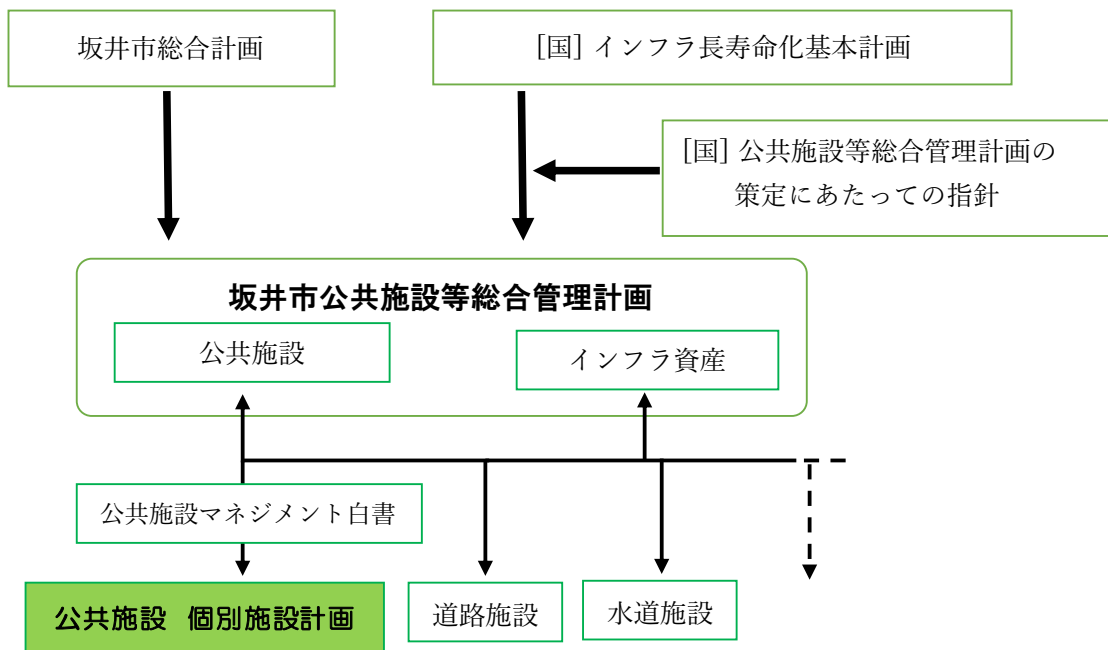 坂井市総合計画
[国] インフラ長寿命化基本計画
[国] 公共施設等総合管理計画の
策定にあたっての指針
坂井市公共施設等総合管理計画
公共施設
インフラ資産
公共施設マネジメント白書
公共施設 個別施設計画
道路施設
水道施設